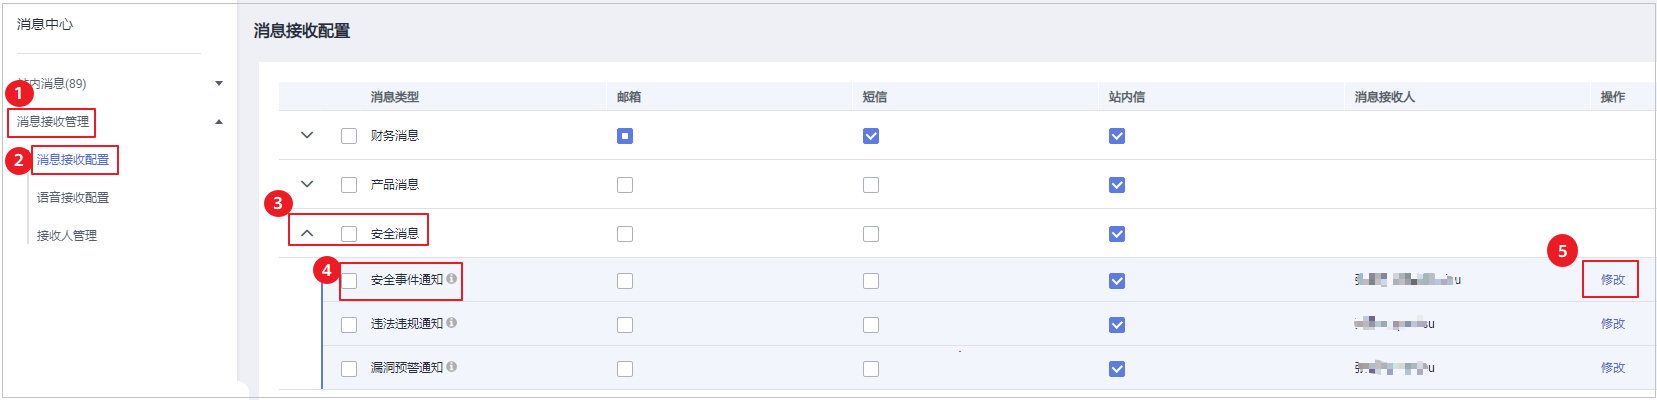 消息中心
消息接收配置
内消息(89)
1
消息接收管理
2
消息接收配置
语音接收配置
接收人管理
消息类型 邮箱 短信 站内信 消息接收人 操作
财务消息
产品消息
3
安全消息
4
安全事件通知
5
修改
违法违规通知
su 修改
漏洞预警通知
修改